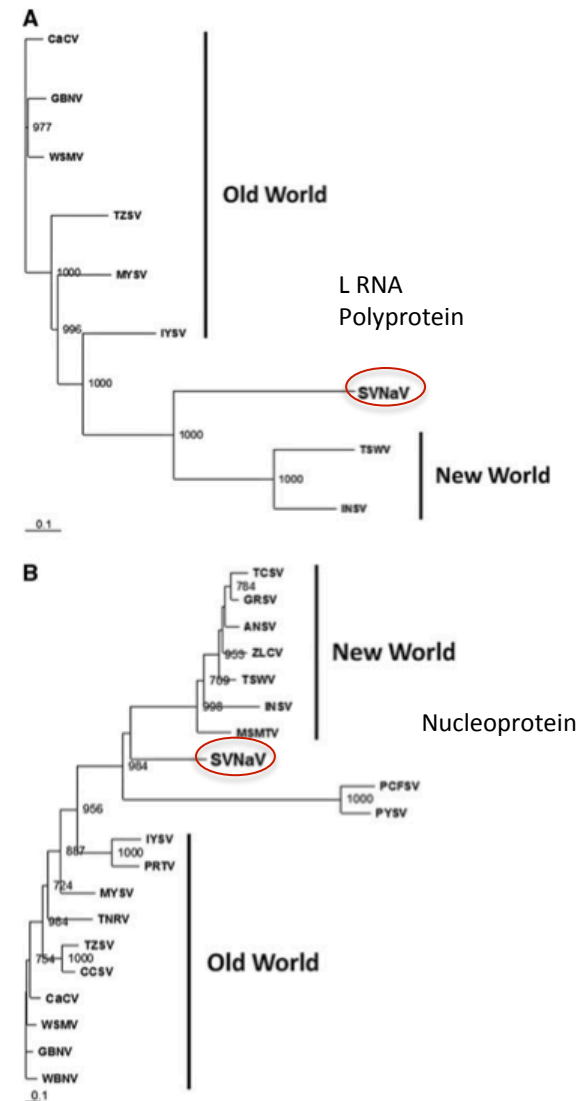 A
CaCV
GBNV
977
WSMV
Old World
TZSV
1000
MYSV
L RNA
Polyprotein
996
IYSV
1000
SVNaV
1000
TSWV
New World
1000
INSV
0.1
B
TCSV
784
GRSV
ANSV
953
ZLCV
New World
769
TSWV
998
INSV
Nucleoprotein
MSMTV
984
SVNaV
PCFSV
1000
PYSV
956
IYSV
887
1000
PRTV
724
MYSV
984
TNRV
TZSV
754
1000
Old World
CCSV
CaCV
WSMV
GBNV
WBNV
0.1